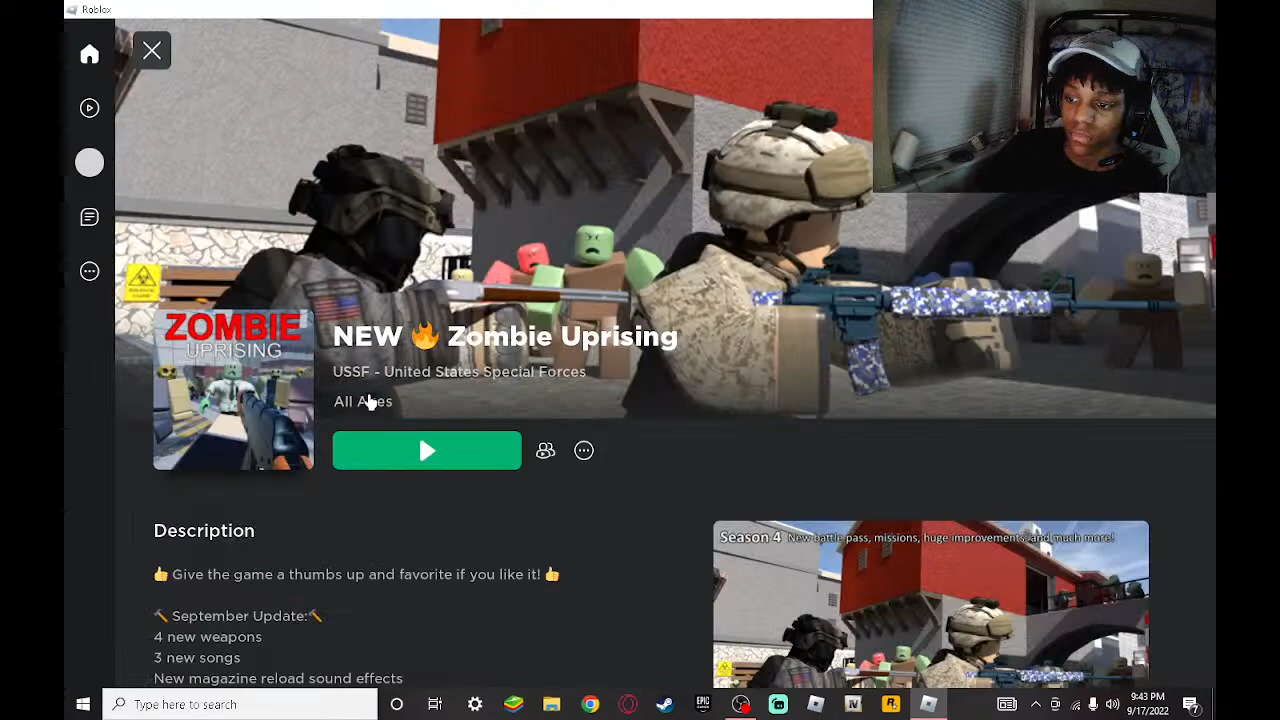 Roblox
ZOMBIE
UPRISING
NEW 🔥 Zombie Uprising
USSF - United States Special Forces
All Ages
Description
👍 Give the game a thumbs up and favorite if you like it! 👍
🔨 September Update:🔨
4 new weapons
3 new songs
New magazine reload sound effects
Season 4 New battle pass, missions, huge improvements, and much more!
Type here to search
EPIC
GAMES
IV
R
9:43 PM
9/17/2022